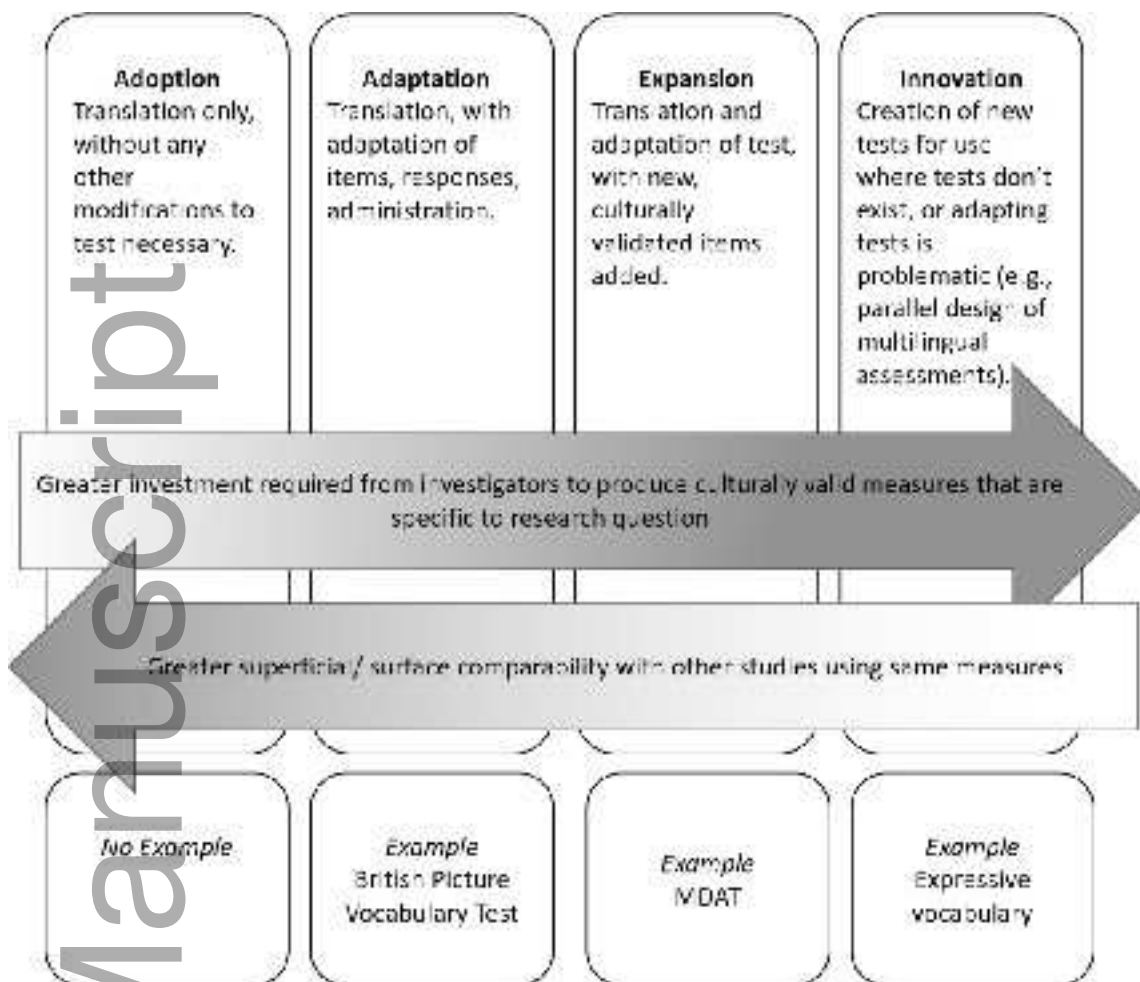 Adoption
Translation only,
without any
other
modifications to
test necessary.
Adaptation
Translation, with
adaptation of
items, responses,
administration.
Expansion
Translation and
adaptation of test,
with new,
culturally
validated items
added.
Innovation
Creation of new
tests for use
where tests don't
exist, or adapting
tests is
problematic (e.g.,
parallel design of
multilingual
assessments).
Greater investment required from investigators to produce culturally valid measures that are
specific to research question
Greater superficial/ surface comparability with other studies using same measures
No Example
Example
British Picture
Vocabulary Test
Example
MDAT
Example
Expressive
vocabulary
Manuscript